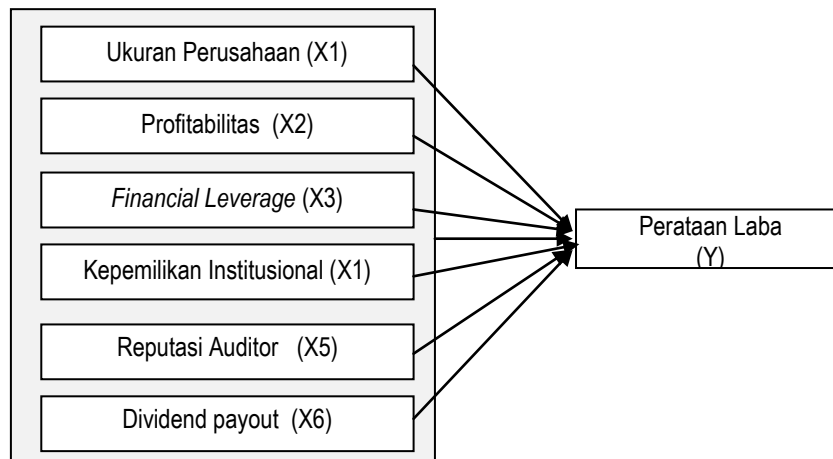 Ukuran Perusahaan (X1)
Profitabilitas (X2)
Financial Leverage (X3)
Kepemilikan Institusional (X1)
Reputasi Auditor (X5)
Dividend payout (X6)
Perataan Laba
(Y)